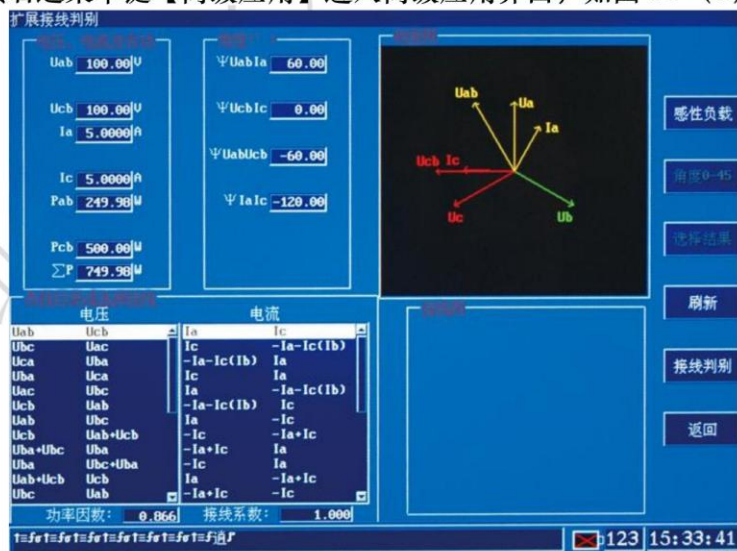 扩展接线判别
Uab 100.00 V
Ucb 100.00 V
Ia 5.0000 A
Ic 5.0000 A
Pab 249.98 W
Pcb 500.00 W
∑P 749.98 W
ΨUabIa 60.00
ΨUcbIc 0.00
ΨUabUcb -60.00
ΨIaIc -120.00
Uab
Ua
Ia
Ucb Ic
Uc
Ub
感性负载
角度0-45
选择结果
刷新
接线判别
返回
电压 电流
Uab Ucb Ia Ic
Ubc Uac Ic -Ia-Ic(Ib)
Uca Uba -Ia-Ic(Ib) Ia
Uba Uca Ic Ia
Uac Ubc Ia -Ia-Ic(Ib)
Ucb Uab -Ia-Ic(Ib) Ic
Uab Ubc Ia -Ic
Ucb Uab+Ucb -Ic -Ia+Ic
Uba+Ubc Uba -Ia+Ic Ia
Uba Ubc+Uba -Ic Ia
Uab+Ucb Ucb Ia -Ia+Ic
Ubc Uab -Ia+Ic -Ic
功率因数: 0.866 接线系数: 1.000
123 15:33:41